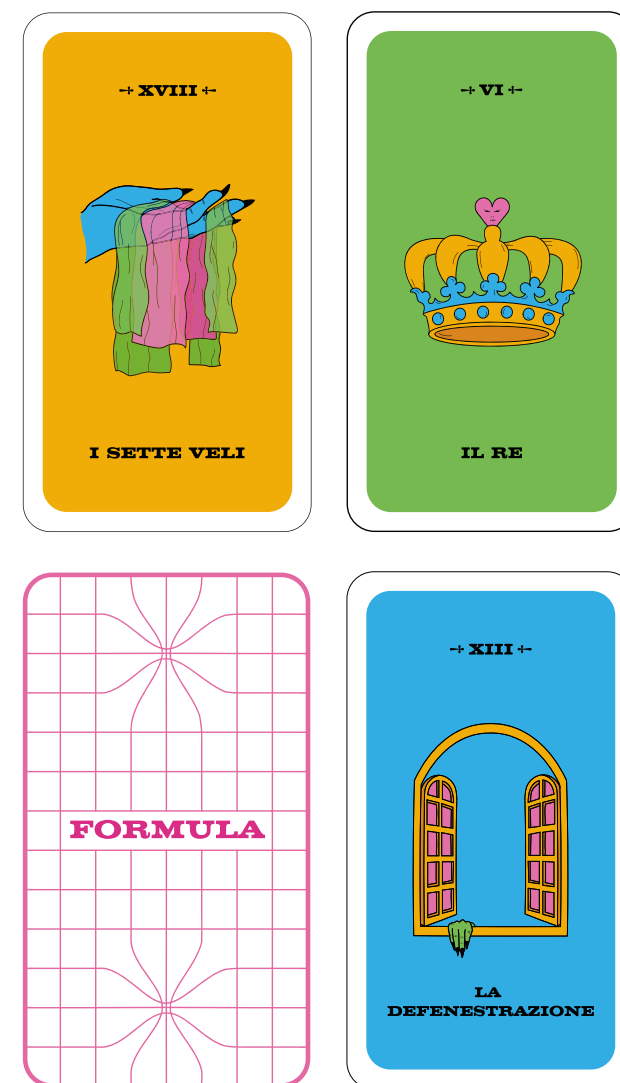 XVIII
I SETTE VELI
VI
IL RE
FORMULA
XIII
LA
DEFENESTRAZIONE